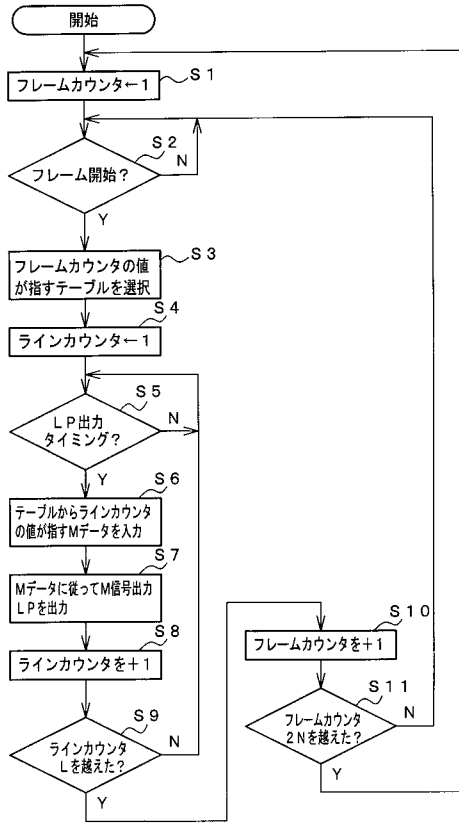 開始
フレームカウンタ←1
S1
フレーム開始？
S2
N
Y
フレームカウンタの値
が指すテーブルを選択
S3
ラインカウンタ←1
S4
LP出力
タイミング？
S5
N
Y
テーブルからラインカウンタ
の値が指すMデータを入力
S6
Mデータに従ってM信号出力
LPを出力
S7
ラインカウンタを+1
S8
ラインカウンタ
Lを越えた？
S9
N
Y
フレームカウンタを+1
S10
フレームカウンタ
2Nを越えた？
S11
N
Y